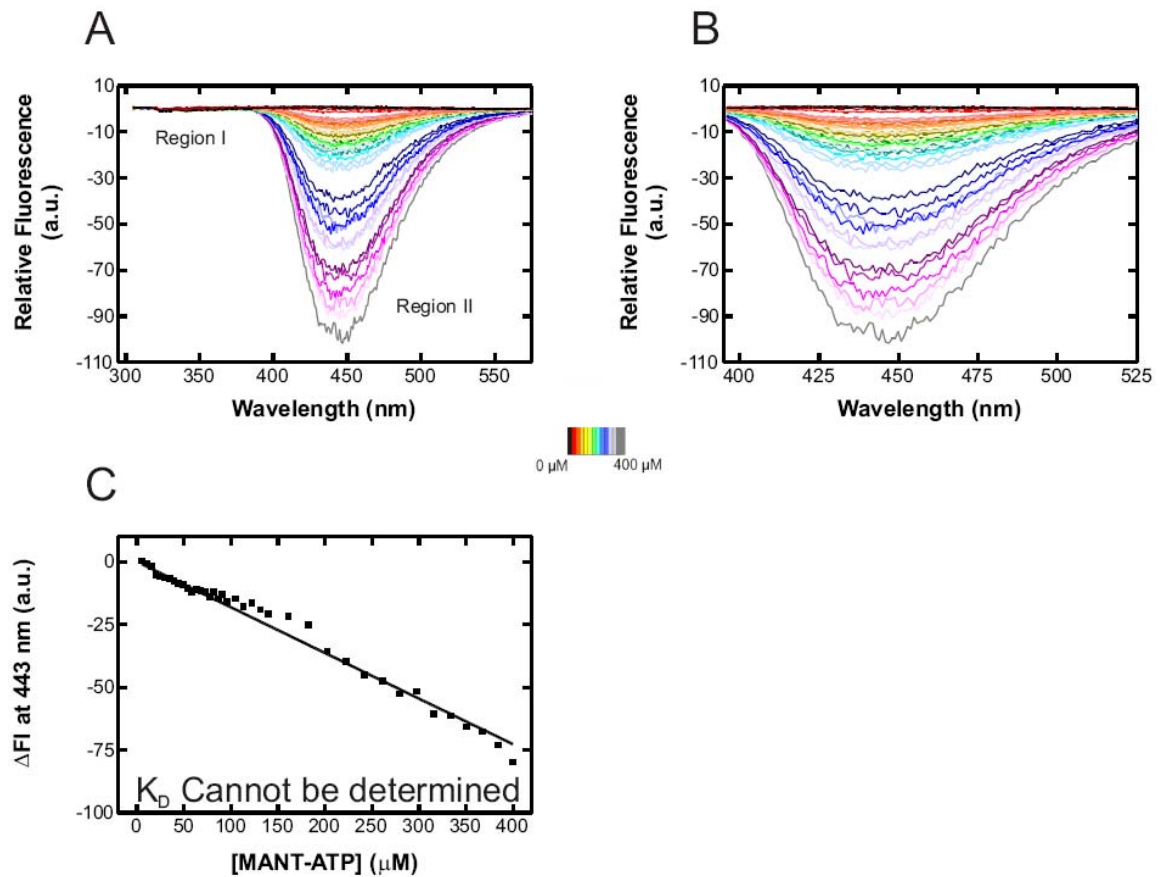 A
10
-10
-30
-50
-70
-90
-110
Relative Fluorescence
(a.u.)
Region I
Region II
300 350 400 450 500 550
Wavelength (nm)
B
10
-10
-30
-50
-70
-90
-110
Relative Fluorescence
(a.u.)
400 425 450 475 500 525
Wavelength (nm)
0 µM 400 µM
C
0
-25
-50
-75
-100
ΔFI at 443 nm (a.u.)
K_D Cannot be determined
0 50 100 150 200 250 300 350 400
[MANT-ATP] (µM)